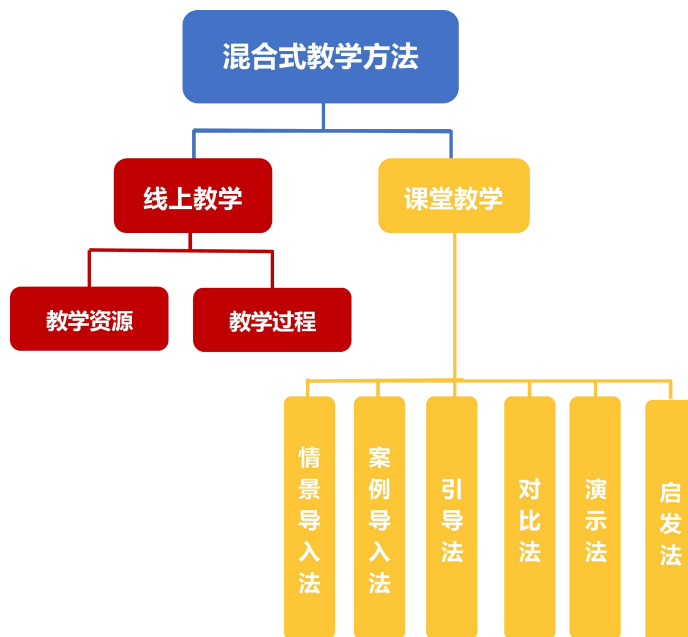 混合式教学方法
线上教学
课堂教学
教学资源
教学过程
情景导入法
案例导入法
引导法
对比法
演示法
启发法